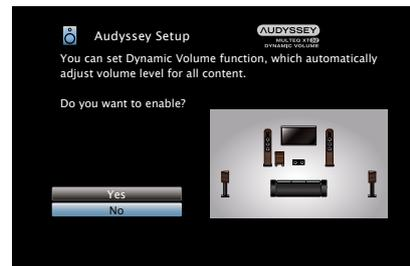 Audyssey Setup
AUDYSSEY
MULTEQ XT32
DYNAMIC VOLUME
You can set Dynamic Volume function, which automatically
adjust volume level for all content.
Do you want to enable?
Yes
No